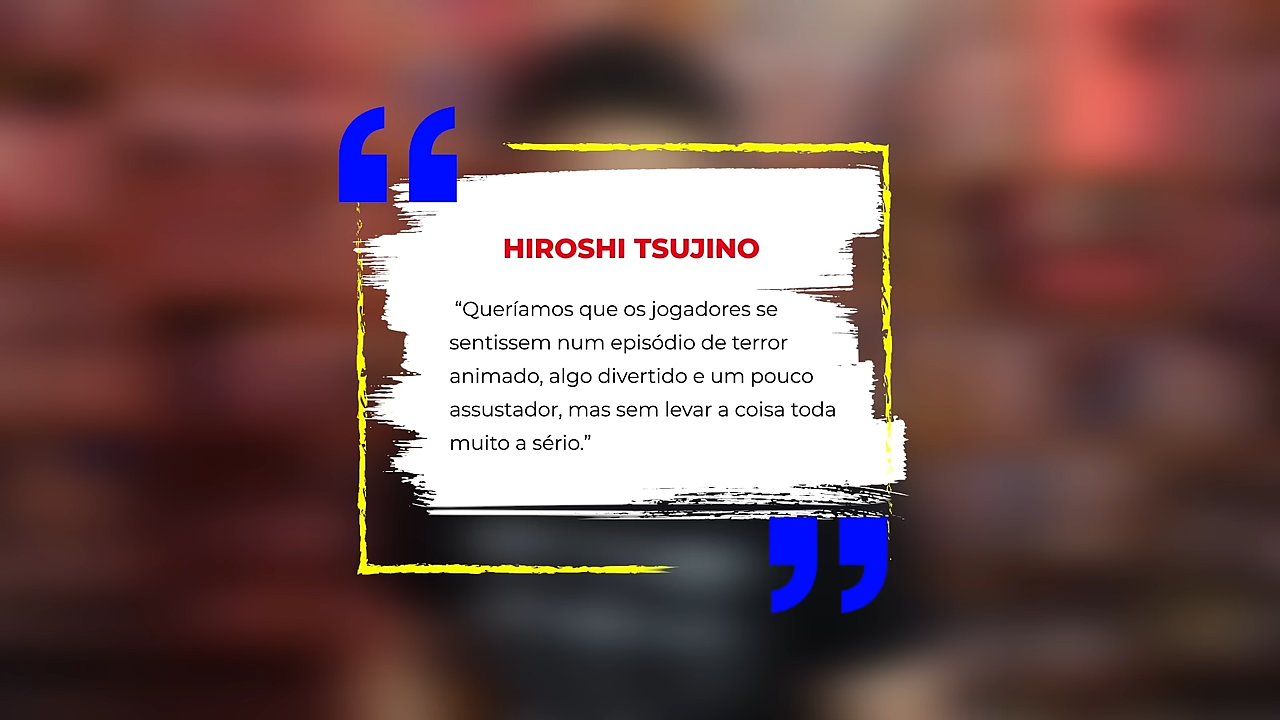 HIROSHI TSUJINO
“Queríamos que os jogadores se
sentissem num episódio de terror
animado, algo divertido e um pouco
assustador, mas sem levar a coisa toda
muito a sério.”